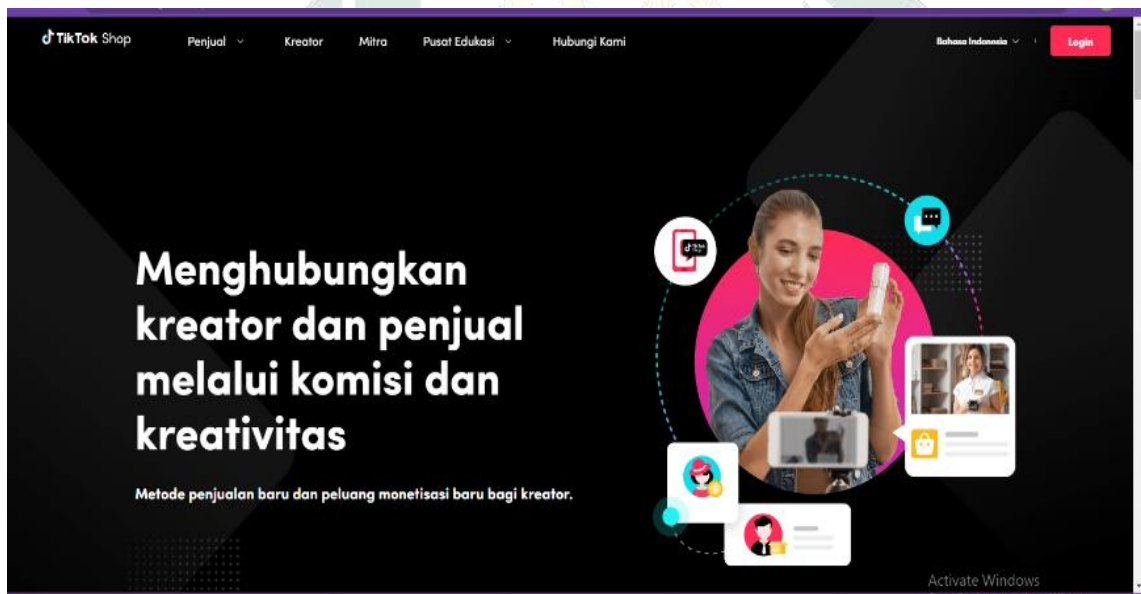 TikTok Shop
Penjual
Kreator
Mitra
Pusat Edukasi
Hubungi Kami
Bahasa Indonesia
Login
Menghubungkan
kreator dan penjual
melalui komisi dan
kreativitas
Metode penjualan baru dan peluang monetisasi baru bagi kreator.
Activate Windows